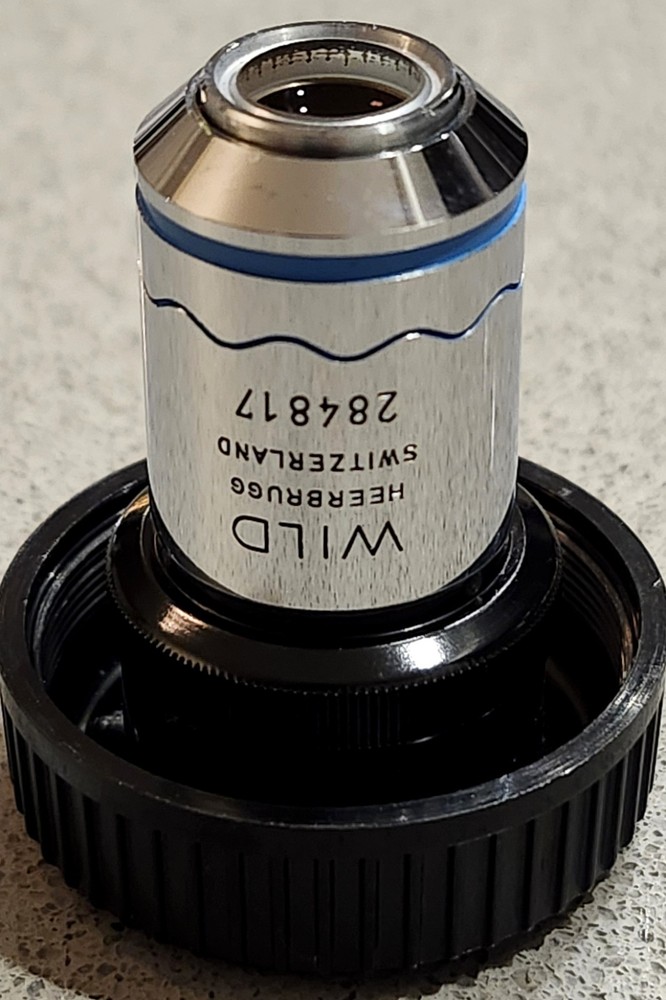 WILD
HEERBRUGG
SWITZERLAND
284817